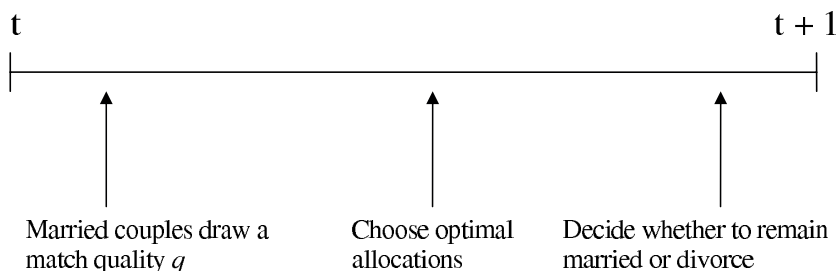 t
t + 1
Married couples draw a
match quality q
Choose optimal
allocations
Decide whether to remain
married or divorce